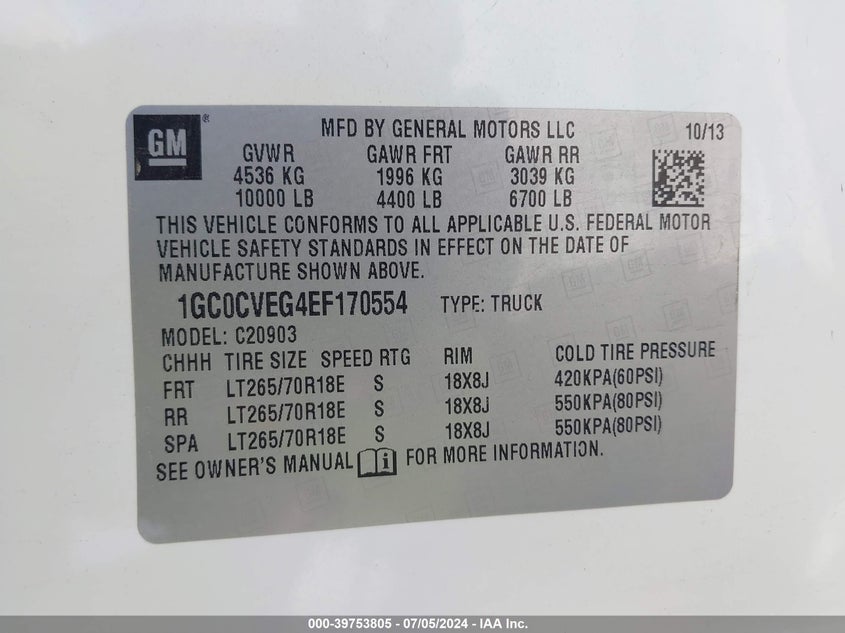 GM ® MFD BY GENERAL MOTORS LLC 10/13
GVWR GAWR FRT GAWR RR
4536 KG 1996 KG 3039 KG
10000 LB 4400 LB 6700 LB
THIS VEHICLE CONFORMS TO ALL APPLICABLE U.S. FEDERAL MOTOR
VEHICLE SAFETY STANDARDS IN EFFECT ON THE DATE OF
MANUFACTURE SHOWN ABOVE.
1GC0CVEG4EF170554 TYPE: TRUCK
MODEL: C20903
CHHH TIRE SIZE SPEED RTG RIM COLD TIRE PRESSURE
FRT LT265/70R18E S 18X8J 420KPA(60PSI)
RR LT265/70R18E S 18X8J 550KPA(80PSI)
SPA LT265/70R18E S 18X8J 550KPA(80PSI)
SEE OWNER'S MANUAL i FOR MORE INFORMATION.
000-39753805 - 07/05/2024 - IAA Inc.